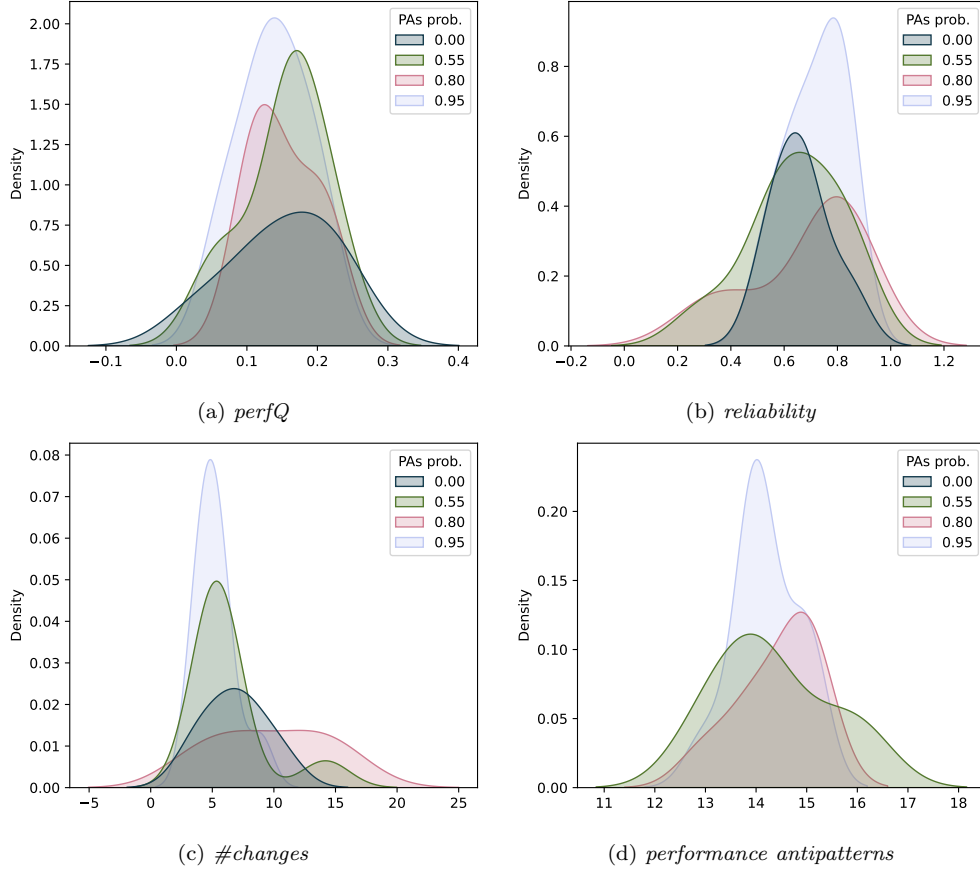 PAs prob.
0.00
0.55
0.80
0.95
Density
2.00
1.75
1.50
1.25
1.00
0.75
0.50
0.25
0.00
−0.1 0.0 0.1 0.2 0.3 0.4
(a) perfQ
PAs prob.
0.00
0.55
0.80
0.95
Density
0.8
0.6
0.4
0.2
0.0
−0.2 0.0 0.2 0.4 0.6 0.8 1.0 1.2
(b) reliability
PAs prob.
0.00
0.55
0.80
0.95
Density
0.08
0.07
0.06
0.05
0.04
0.03
0.02
0.01
0.00
−5 0 5 10 15 20 25
(c) #changes
PAs prob.
0.00
0.55
0.80
0.95
Density
0.20
0.15
0.10
0.05
0.00
11 12 13 14 15 16 17 18
(d) performance antipatterns